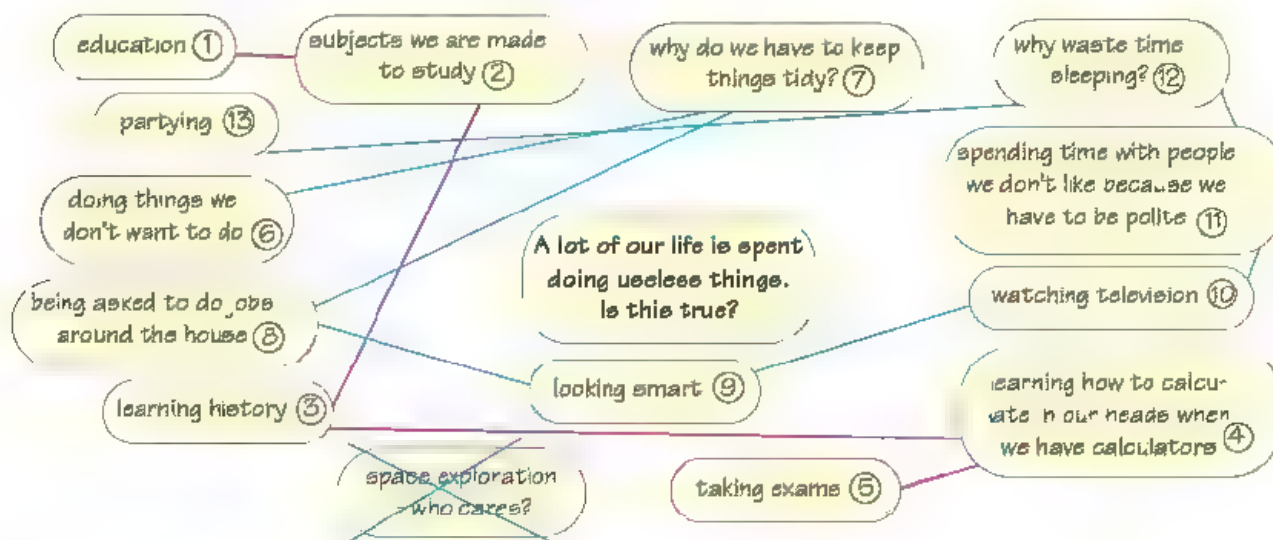 education ①
subjects we are made
to study ②
why do we have to keep
things tidy? ⑦
why waste time
sleeping? ⑫
partying ⑬
spending time with people
we don't like because we
have to be polite ⑪
doing things we
don't want to do ⑥
A lot of our life is spent
doing useless things.
Is this true?
being asked to do jobs
around the house ⑧
watching television ⑩
looking smart ⑨
learning history ③
learning how to calcu-
late in our heads when
we have calculators ④
space exploration
- who cares?
taking exams ⑤